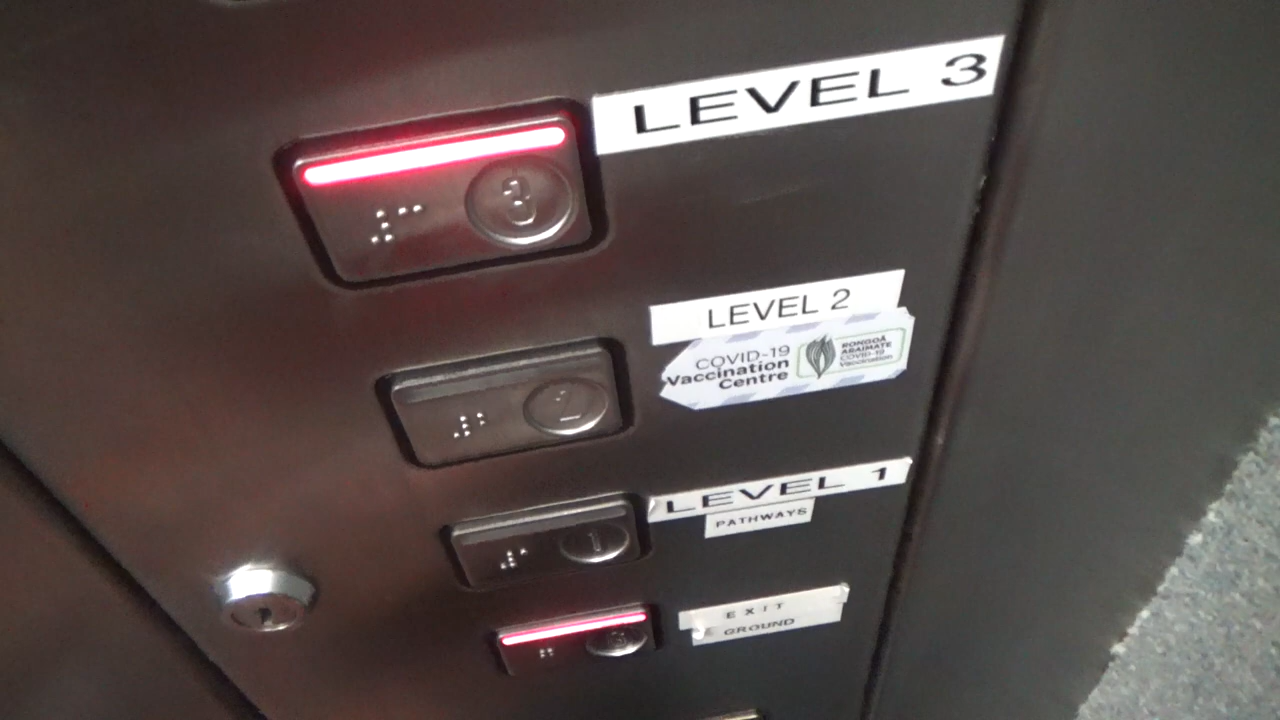 LEVEL 3
3
LEVEL 2
COVID-19
Vaccination
Centre
RONGOĀ
ĀRAIMATE
COVID-19
Vaccination
2
LEVEL 1
PATHWAYS
1
EXIT
GROUND